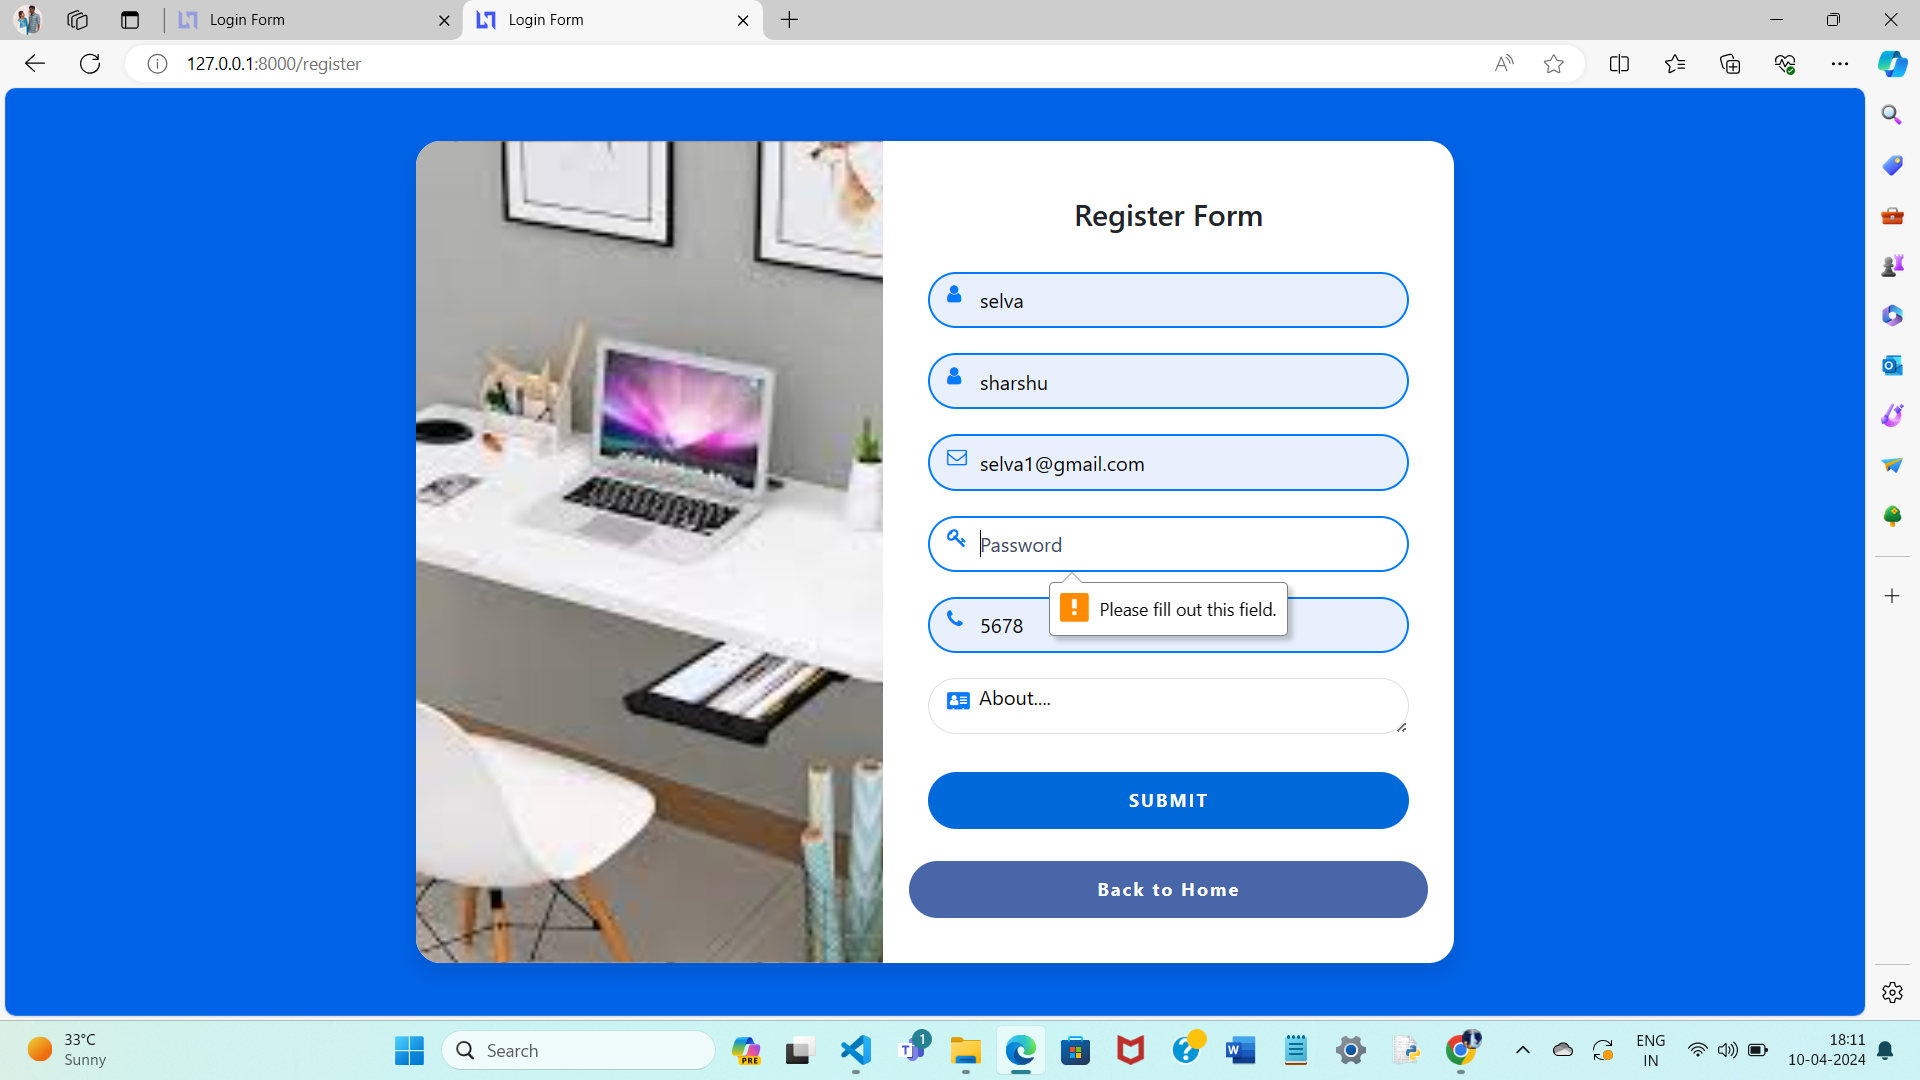 Login Form
Login Form
127.0.0.1:8000/register
Register Form
selva
sharshu
selva1@gmail.com
Password
Please fill out this field.
5678
About....
SUBMIT
Back to Home
33°C
Sunny
Search
PRE
1
ENG
IN
18:11
10-04-2024